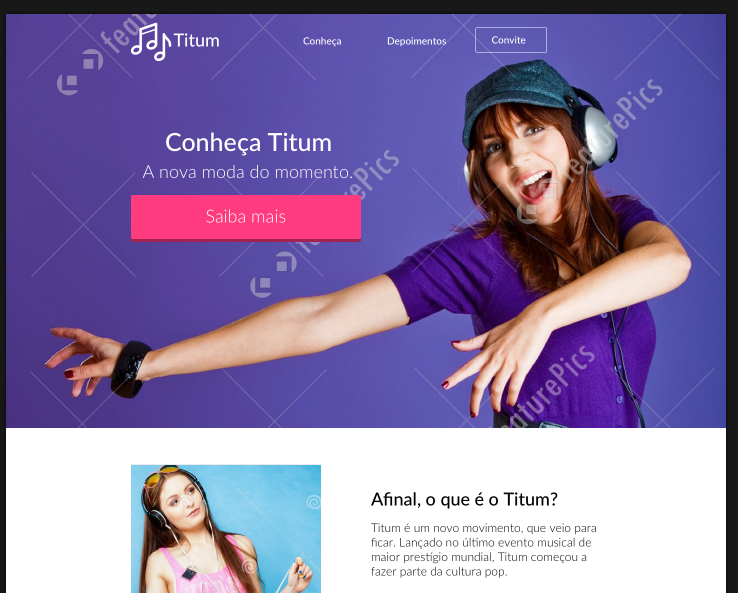 Titum
Conheça
Depoimentos
Convite
Conheça Titum
A nova moda do momento.
Saiba mais
featurePics
Afinal, o que é o Titum?
Titum é um novo movimento, que veio para
ficar. Lançado no último evento musical de
maior prestígio mundial, Titum começou a
fazer parte da cultura pop.